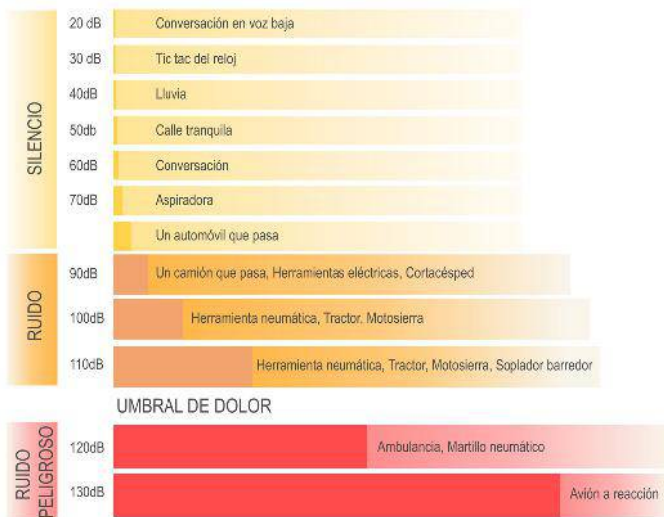 SILENCIO
20 dB Conversación en voz baja
30 dB Tic tac del reloj
40dB Lluvia
50db Calle tranquila
60dB Conversación
70dB Aspiradora
Un automóvil que pasa
RUIDO
90dB Un camión que pasa, Herramientas eléctricas, Cortacésped
100dB Herramienta neumática, Tractor. Motosierra
110dB Herramienta neumática, Tractor, Motosierra, Soplador barredor
UMBRAL DE DOLOR
RUIDO
PELIGROSO
120dB Ambulancia, Martillo neumático
130dB Avión a reacción